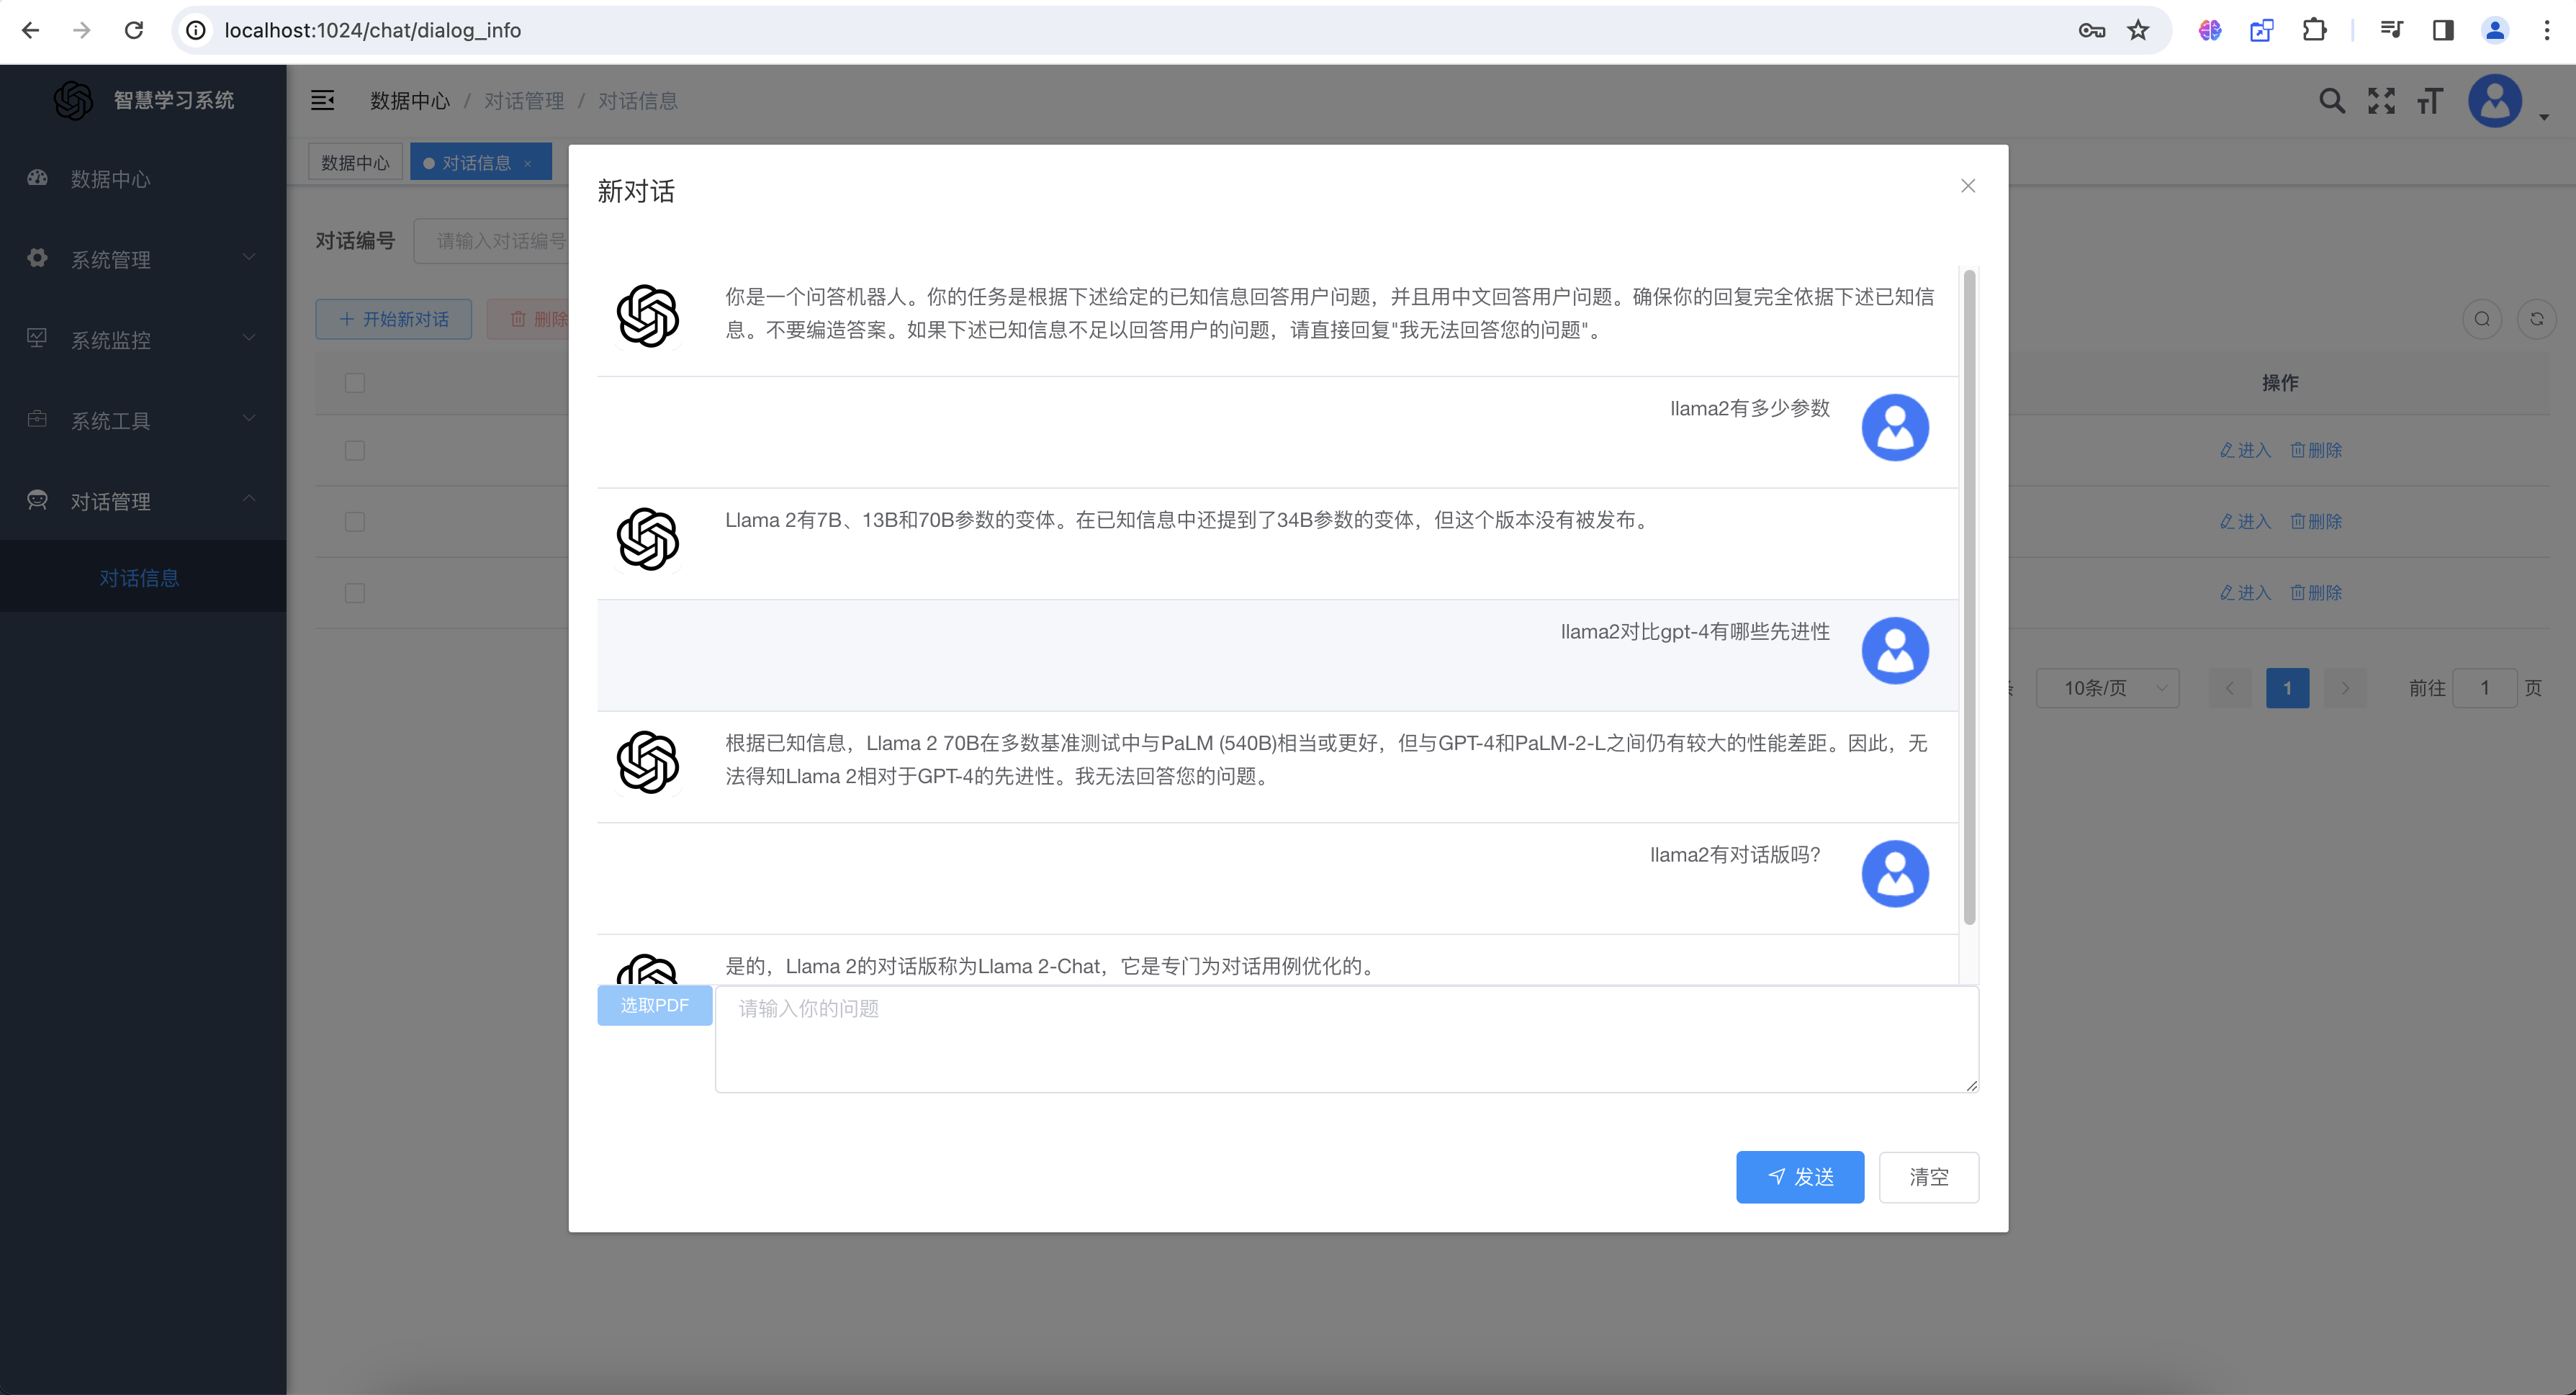 localhost:1024/chat/dialog_info
智慧学习系统
数据中心 / 对话管理 / 对话信息
数据中心
对话信息 ×
数据中心
系统管理
系统监控
系统工具
对话管理
对话信息
对话编号
请输入对话编号
开始新对话
删除
操作
进入 删除
进入 删除
进入 删除
10条/页
1
前往 1 页
新对话
你是一个问答机器人。你的任务是根据下述给定的已知信息回答用户问题，并且用中文回答用户问题。确保你的回复完全依据下述已知信
息。不要编造答案。如果下述已知信息不足以回答用户的问题，请直接回复"我无法回答您的问题"。
llama2有多少参数
Llama 2有7B、13B和70B参数的变体。在已知信息中还提到了34B参数的变体，但这个版本没有被发布。
llama2对比gpt-4有哪些先进性
根据已知信息，Llama 2 70B在多数基准测试中与PaLM (540B)相当或更好，但与GPT-4和PaLM-2-L之间仍有较大的性能差距。因此，无
法得知Llama 2相对于GPT-4的先进性。我无法回答您的问题。
llama2有对话版吗？
是的，Llama 2的对话版称为Llama 2-Chat，它是专门为对话用例优化的。
选取PDF
请输入你的问题
发送
清空